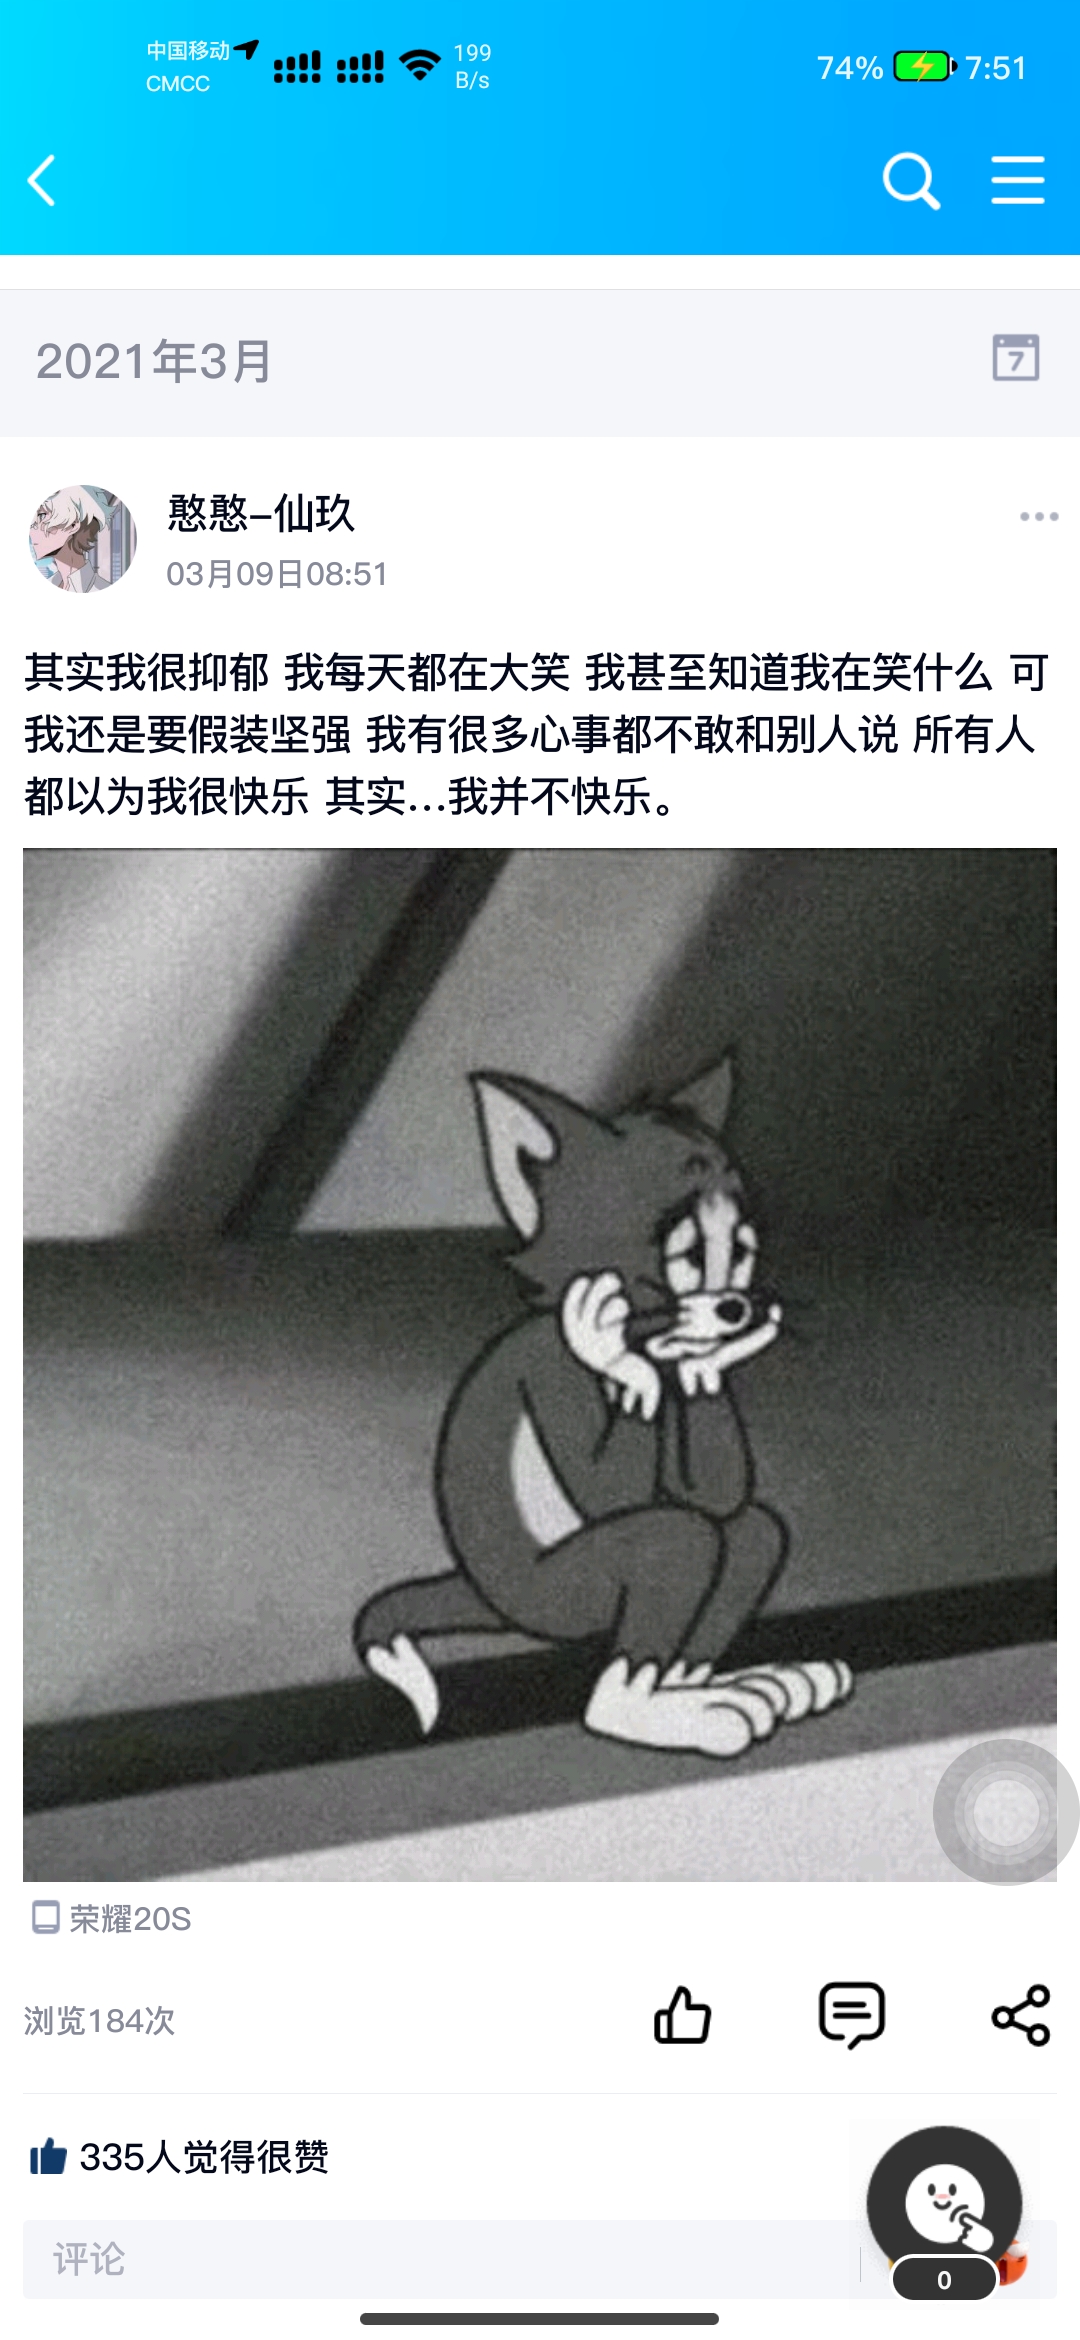 中国移动
CMCC
199
B/s
74%
7:51
2021年3月
7
憨憨–仙玖
03月09日08:51
其实我很抑郁 我每天都在大笑 我甚至知道我在笑什么 可
我还是要假装坚强 我有很多心事都不敢和别人说 所有人
都以为我很快乐 其实...我并不快乐。
荣耀20S
浏览184次
335人觉得很赞
评论
0